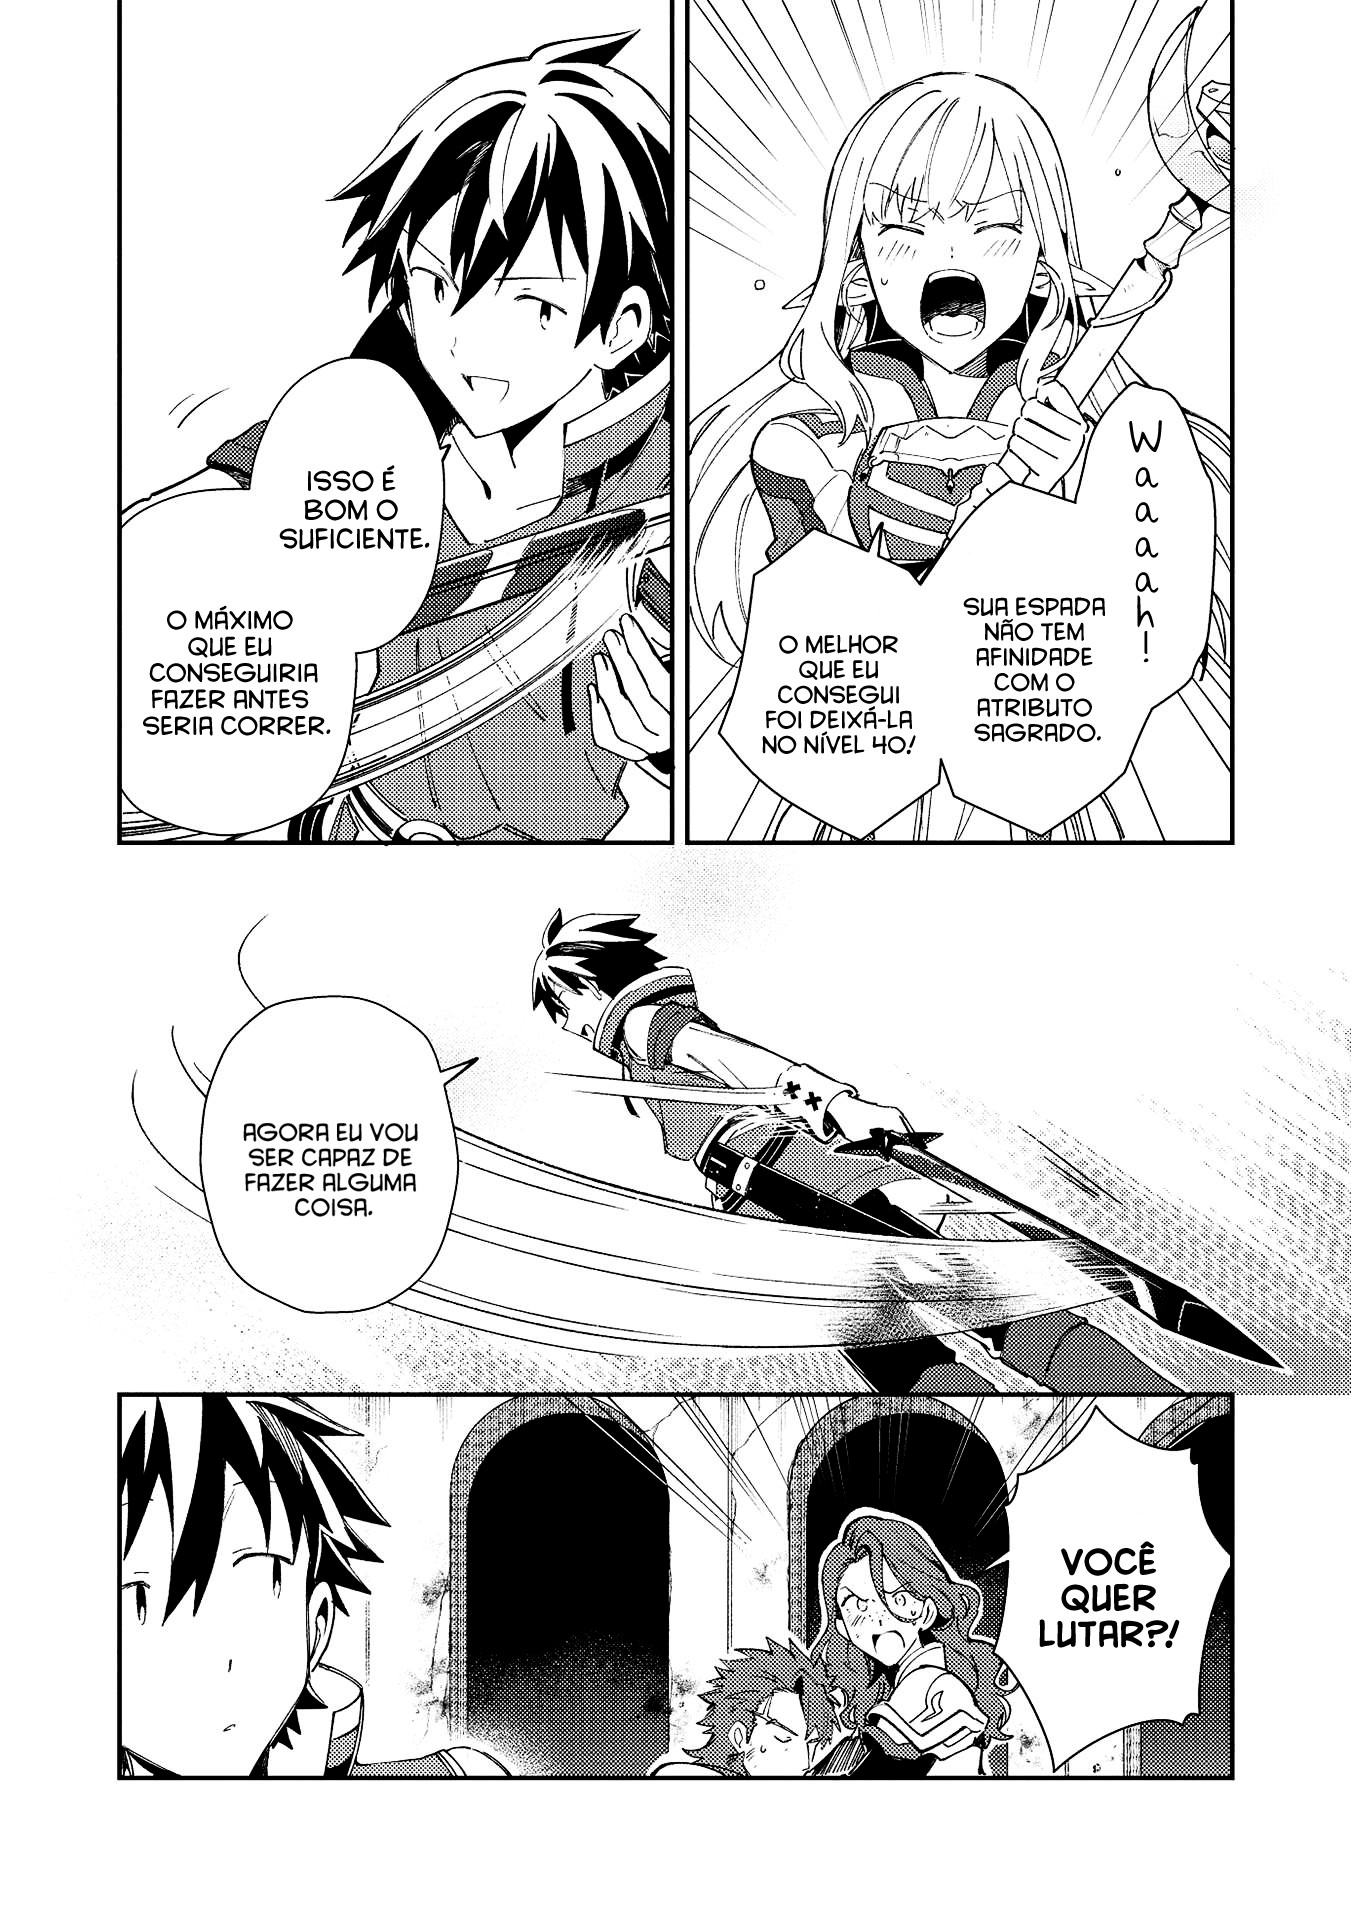 Waaaah!
SUA ESPADA
NÃO TEM
AFINIDADE
COM O
ATRIBUTO
SAGRADO.
O MELHOR
QUE EU
CONSEGUI
FOI DEIXÁ-LA
NO NÍVEL 40!
ISSO É
BOM O
SUFICIENTE.
O MÁXIMO
QUE EU
CONSEGUIRIA
FAZER ANTES
SERIA CORRER.
AGORA EU VOU
SER CAPAZ DE
FAZER ALGUMA
COISA.
VOCÊ
QUER
LUTAR?!